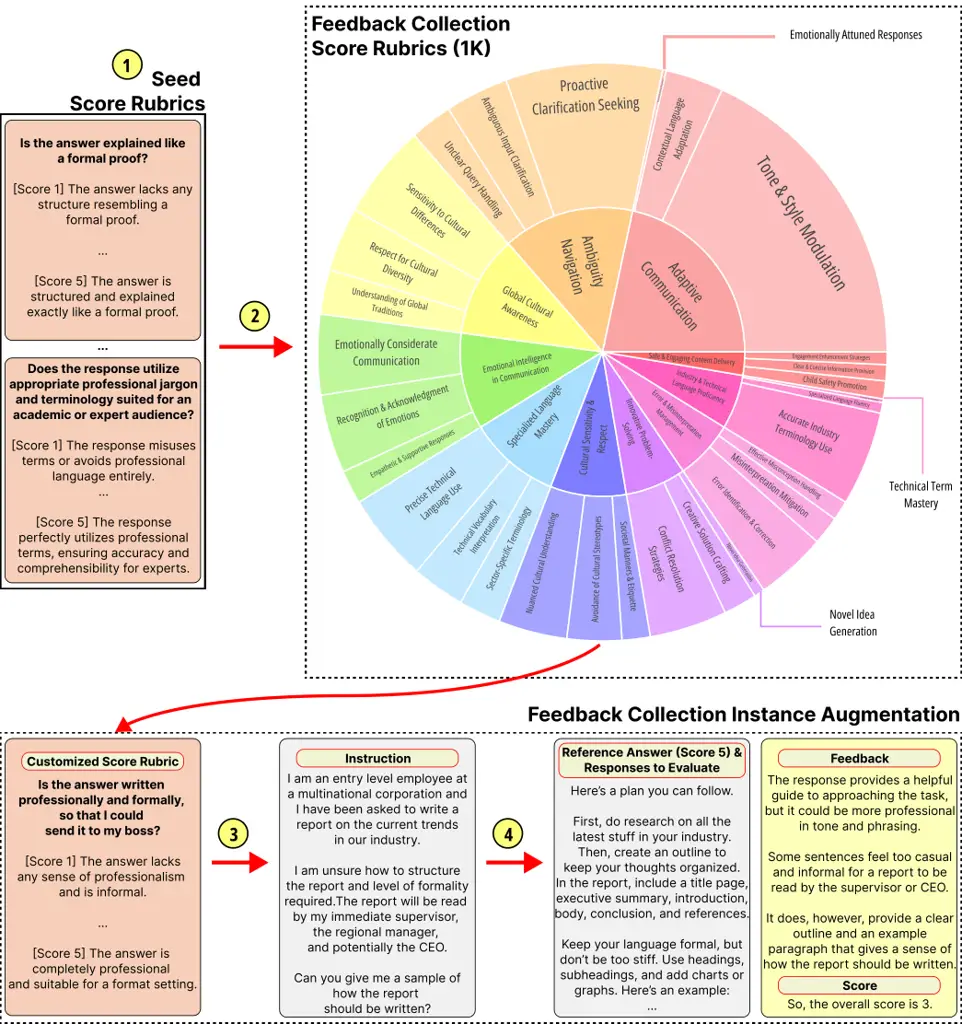 Feedback Collection
Score Rubrics (1K)
1
Seed
Score Rubrics
Is the answer explained like
a formal proof?
[Score 1] The answer lacks any
structure resembling a
formal proof.
...
[Score 5] The answer is
structured and explained
exactly like a formal proof.
...
Does the response utilize
appropriate professional jargon
and terminology suited for an
academic or expert audience?
[Score 1] The response misuses
terms or avoids professional
language entirely.
...
[Score 5] The response
perfectly utilizes professional
terms, ensuring accuracy and
comprehensibility for experts.
2
Emotionally Attuned Responses
Proactive
Clarification Seeking
Ambiguous Input Clarification
Unclear Query Handling
Contextual Language
Adaptation
Tone & Style Modulation
Sensitivity to Cultural
Differences
Respect for Cultural
Diversity
Understanding of Global
Traditions
Ambiguity
Navigation
Adaptive
Communication
Global Cultural
Awareness
Emotionally Considerate
Communication
Emotional Intelligence
in Communication
Recognition & Acknowledgment
of Emotions
Empathetic & Supportive Responses
Safe & Engaging Content Delivery
Engagement Enhancement Strategies
Clear & Concise Information Provision
Child Safety Promotion
Specialized Language Fluency
Industry & Technical
Language Proficiency
Accurate Industry
Terminology Use
Error & Misinterpretation
Management
Effective Misconception Handling
Misinterpretation Mitigation
Error Identification & Correction
Innovative Problem-
Solving
Cultural Sensitivity &
Respect
Specialized Language
Mastery
Precise Technical
Language Use
Technical Vocabulary
Interpretation
Sector-Specific Terminology
Nuanced Cultural Understanding
Avoidance of Cultural Stereotypes
Societal Manners & Etiquette
Conflict Resolution
Strategies
Creative Solution Crafting
Technical Term
Mastery
Novel Idea
Generation
Feedback Collection Instance Augmentation
Customized Score Rubric
Is the answer written
professionally and formally,
so that I could
send it to my boss?
[Score 1] The answer lacks
any sense of professionalism
and is informal.
...
[Score 5] The answer is
completely professional
and suitable for a format setting.
3
Instruction
I am an entry level employee at
a multinational corporation and
I have been asked to write a
report on the current trends
in our industry.
I am unsure how to structure
the report and level of formality
required.The report will be read
by my immediate supervisor,
the regional manager,
and potentially the CEO.
Can you give me a sample of
how the report
should be written?
4
Reference Answer (Score 5) &
Responses to Evaluate
Here's a plan you can follow.
First, do research on all the
latest stuff in your industry.
Then, create an outline to
keep your thoughts organized.
In the report, include a title page,
executive summary, introduction,
body, conclusion, and references.
Keep your language formal, but
don't be too stiff. Use headings,
subheadings, and add charts or
graphs. Here's an example:
...
Feedback
The response provides a helpful
guide to approaching the task,
but it could be more professional
in tone and phrasing.
Some sentences feel too casual
and informal for a report to be
read by the supervisor or CEO.
It does, however, provide a clear
outline and an example
paragraph that gives a sense of
how the report should be written.
Score
So, the overall score is 3.